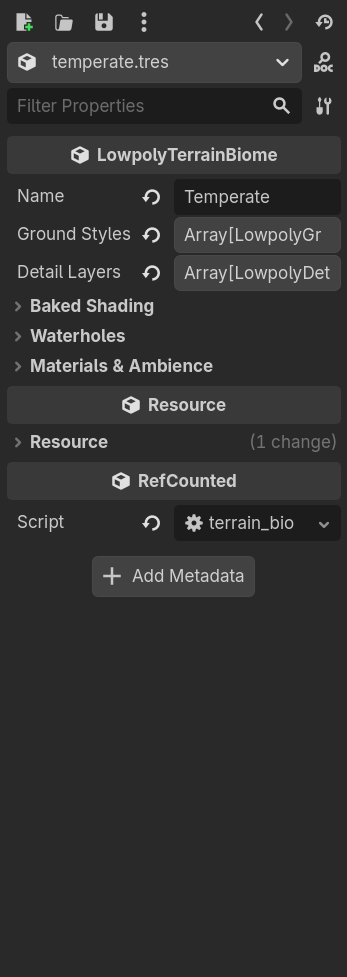 temperate.tres
DOC
Filter Properties
LowpolyTerrainBiome
Name Temperate
Ground Styles Array[LowpolyGr
Detail Layers Array[LowpolyDet
Baked Shading
Waterholes
Materials & Ambience
Resource
Resource (1 change)
RefCounted
Script terrain_bio
Add Metadata